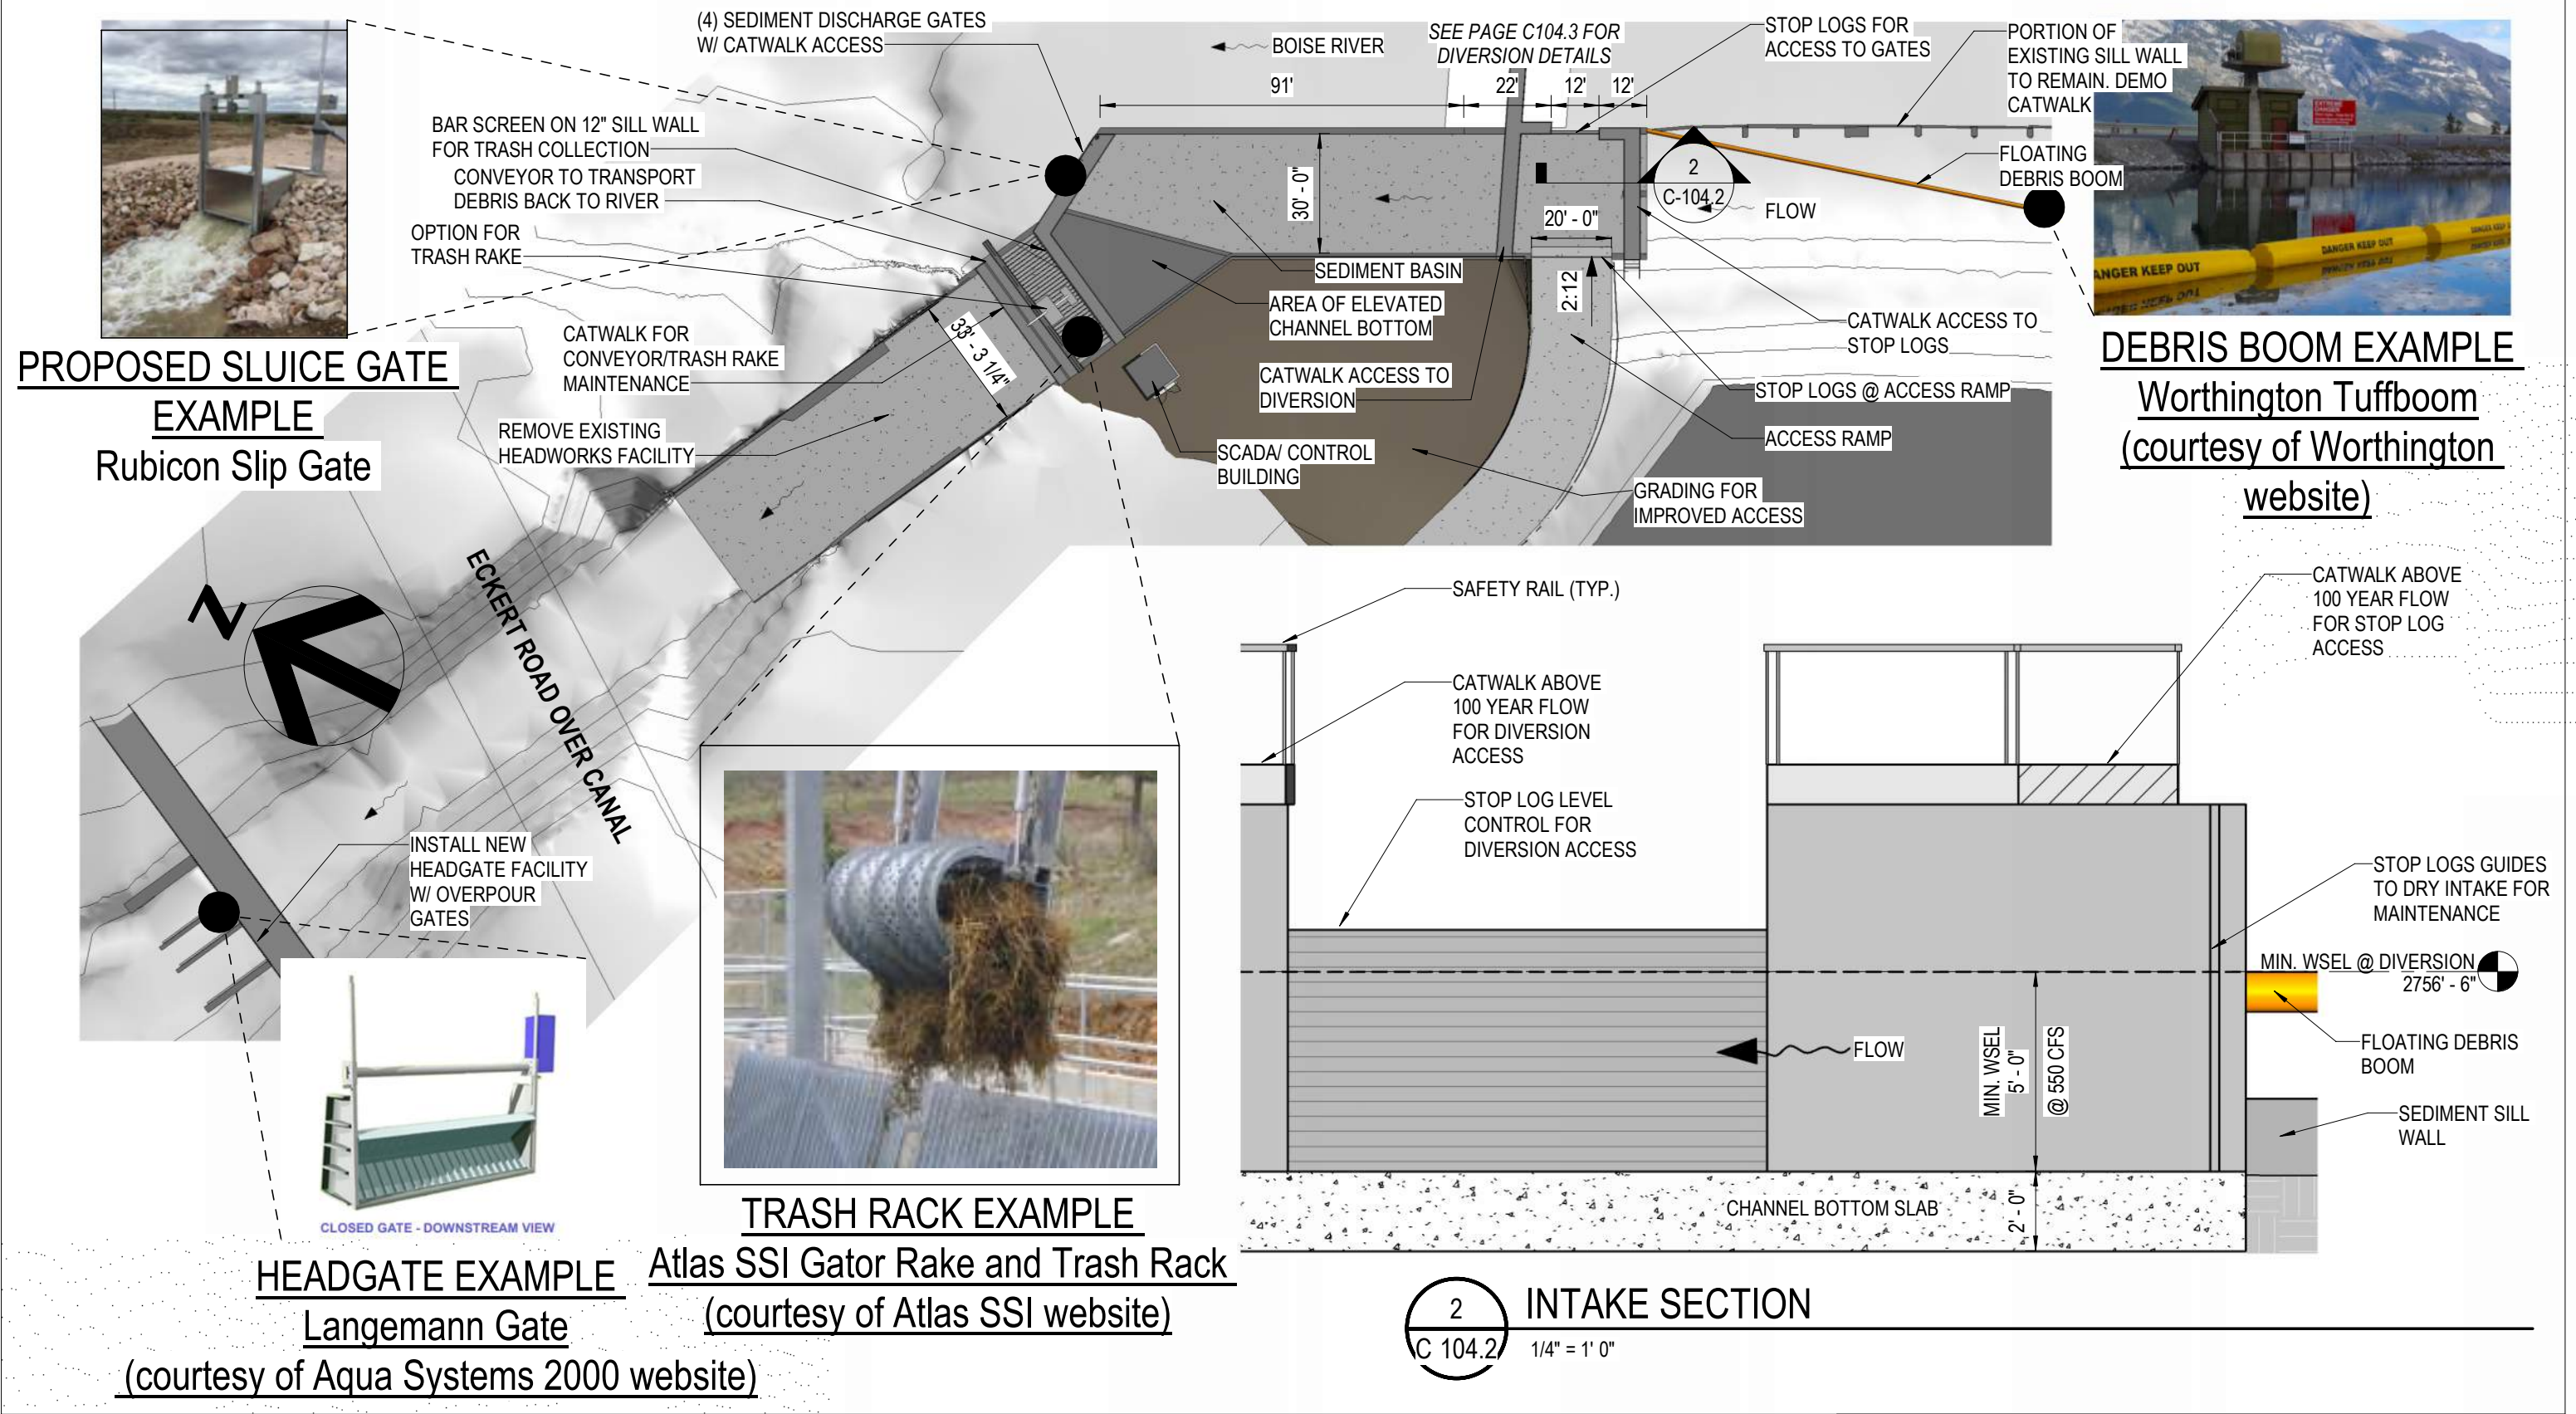 (4) SEDIMENT DISCHARGE GATES
W/ CATWALK ACCESS
BOISE RIVER
SEE PAGE C104.3 FOR
DIVERSION DETAILS
STOP LOGS FOR
ACCESS TO GATES
PORTION OF
EXISTING SILL WALL
TO REMAIN. DEMO
CATWALK
91'
22'
12'
12'
BAR SCREEN ON 12" SILL WALL
FOR TRASH COLLECTION
CONVEYOR TO TRANSPORT
DEBRIS BACK TO RIVER
OPTION FOR
TRASH RAKE
30' - 0"
2
C-104.2
FLOW
20' - 0"
FLOATING
DEBRIS BOOM
DANGER KEEP OUT
ANGER KEEP OUT
SEDIMENT BASIN
AREA OF ELEVATED
CHANNEL BOTTOM
2:12
CATWALK FOR
CONVEYOR/TRASH RAKE
MAINTENANCE
33' - 3 1/4"
CATWALK ACCESS TO
DIVERSION
CATWALK ACCESS TO
STOP LOGS
STOP LOGS @ ACCESS RAMP
REMOVE EXISTING
HEADWORKS FACILITY
ACCESS RAMP
SCADA/ CONTROL
BUILDING
GRADING FOR
IMPROVED ACCESS
PROPOSED SLUICE GATE
EXAMPLE
Rubicon Slip Gate
DEBRIS BOOM EXAMPLE
Worthington Tuffboom
(courtesy of Worthington
website)
N
ECKERT ROAD OVER CANAL
INSTALL NEW
HEADGATE FACILITY
W/ OVERPOUR
GATES
CLOSED GATE - DOWNSTREAM VIEW
HEADGATE EXAMPLE
Langemann Gate
(courtesy of Aqua Systems 2000 website)
TRASH RACK EXAMPLE
Atlas SSI Gator Rake and Trash Rack
(courtesy of Atlas SSI website)
SAFETY RAIL (TYP.)
CATWALK ABOVE
100 YEAR FLOW
FOR DIVERSION
ACCESS
STOP LOG LEVEL
CONTROL FOR
DIVERSION ACCESS
CATWALK ABOVE
100 YEAR FLOW
FOR STOP LOG
ACCESS
STOP LOGS GUIDES
TO DRY INTAKE FOR
MAINTENANCE
MIN. WSEL @ DIVERSION
2756' - 6"
FLOW
MIN. WSEL
5' - 0"
@ 550 CFS
FLOATING DEBRIS
BOOM
SEDIMENT SILL
WALL
CHANNEL BOTTOM SLAB
2' - 0"
2
C 104.2
INTAKE SECTION
1/4" = 1' 0"